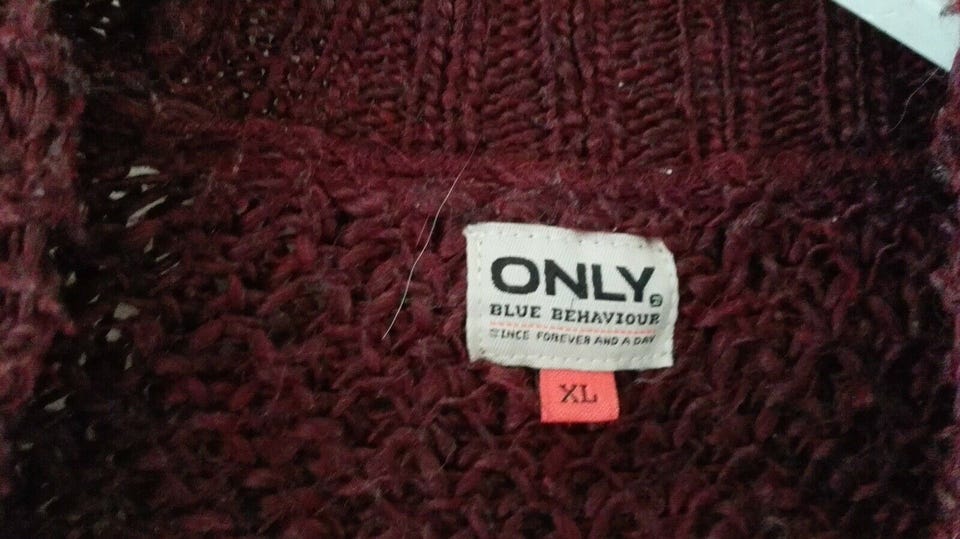 ONLY
BLUE BEHAVIOUR
SINCE FOREVER AND A DAY
XL